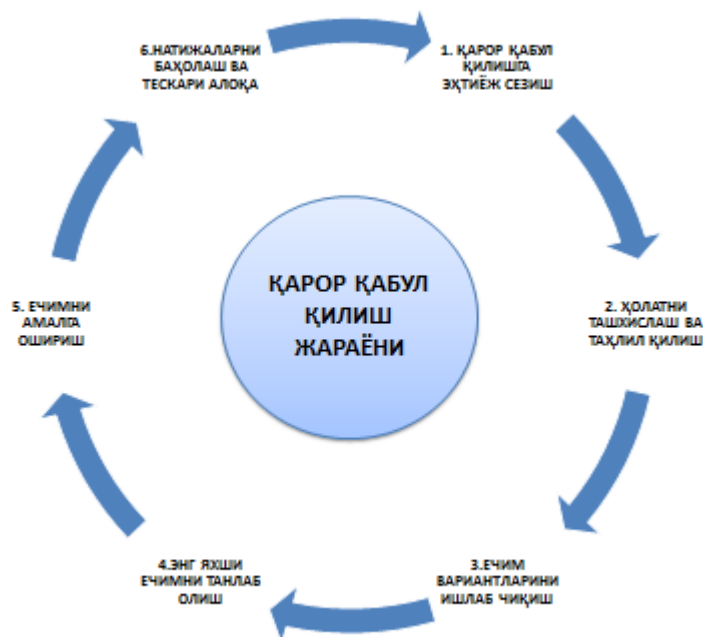 6.НАТИЖАЛАРНИ
БАҲОЛАШ ВА
ТЕСКАРИ АЛОҚА
1. ҚАРОР ҚАБУЛ
ҚИЛИШГА
ЭҲТИЁЖ СЕЗИШ
ҚАРОР ҚАБУЛ
ҚИЛИШ
ЖАРАЁНИ
5. ЕЧИМНИ
АМАЛГА
ОШИРИШ
2. ҲОЛАТНИ
ТАШХИСЛАШ ВА
ТАҲЛИЛ ҚИЛИШ
4.ЭНГ ЯХШИ
ЕЧИМНИ ТАНЛАБ
ОЛИШ
3.ЕЧИМ
ВАРИАНТЛАРИНИ
ИШЛАБ ЧИҚИШ